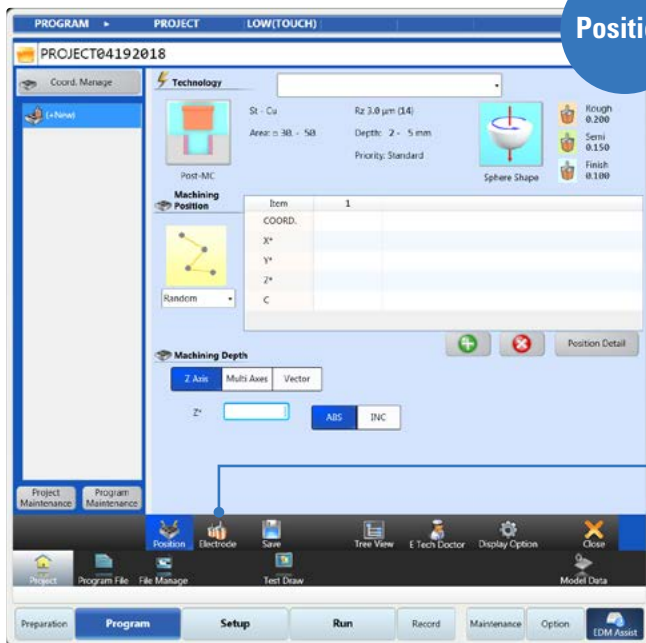 PROGRAM PROJECT LOW(TOUCH)
Positi
PROJECT04192018
Coord. Manage
(+New)
Technology
St - Cu Rz 3.0 µm (14)
Area: □ 30. - 50. Depth: 2 - 5 mm
Priority: Standard
Post-MC
Sphere Shape
Rough
0.200
Semi
0.150
Finish
0.100
Machining
Position
Random
Item 1
COORD.
X*
Y*
Z*
C
Position Detail
Machining Depth
Z Axis Multi Axes Vector
Z* ABS INC
Project Maintenance Program Maintenance
Position Electrode Save Tree View E Tech Doctor Display Option Close
Project Program File File Manage Test Draw Model Data
Preparation Program Setup Run Record Maintenance Option EDM Assist